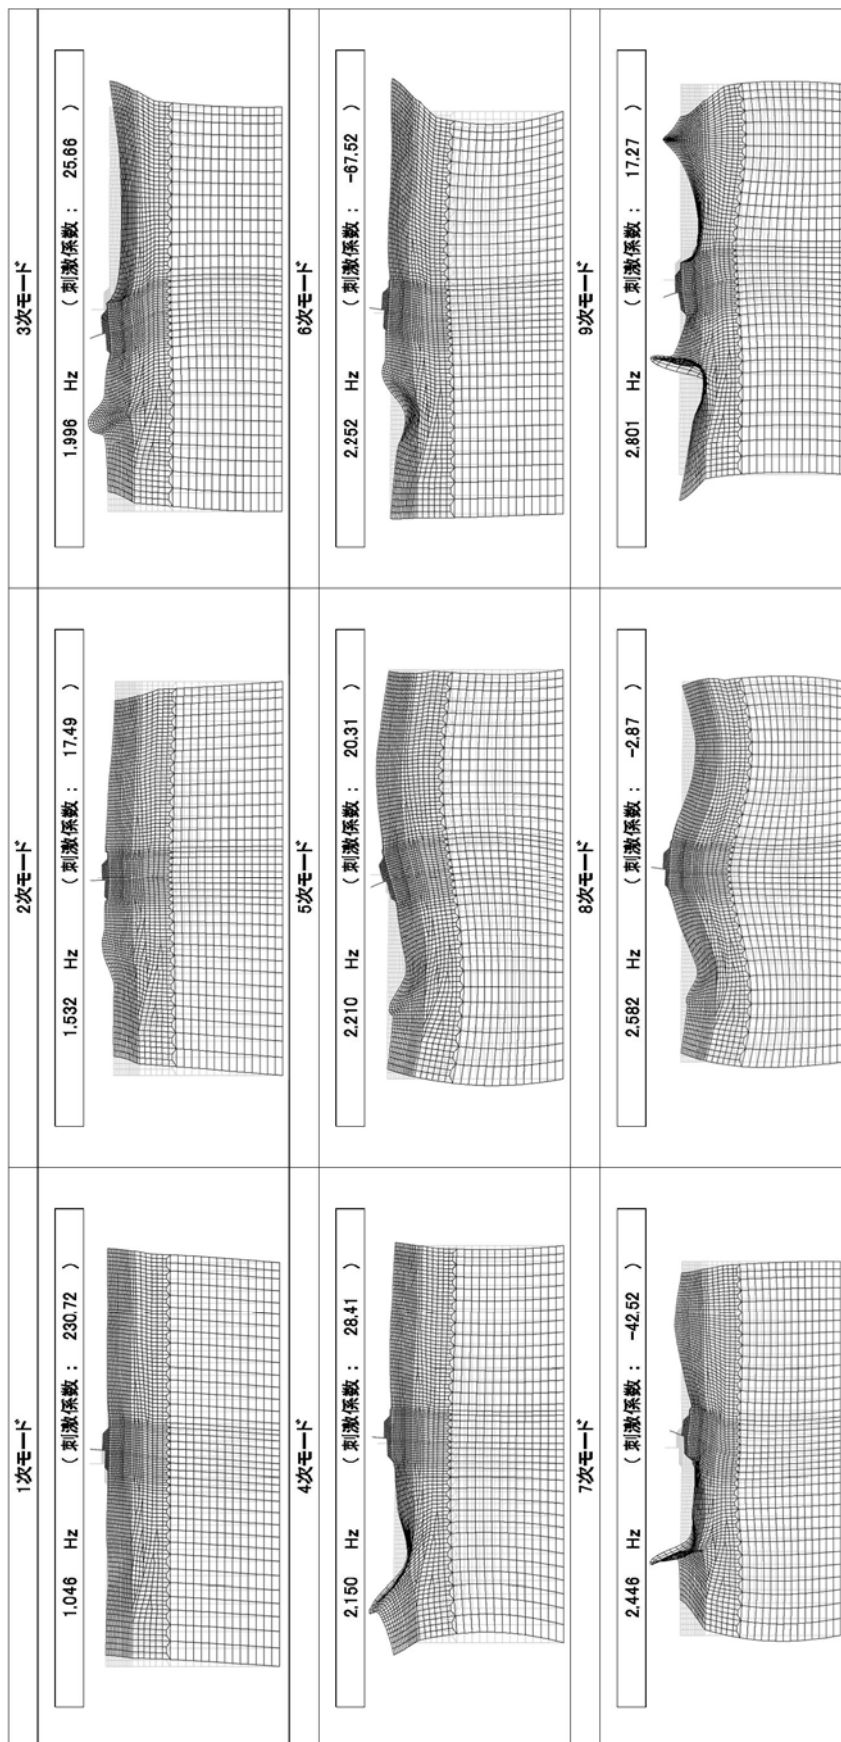 1次モード
1.046 Hz ( 刺激係数 : 230.72 )
2次モード
1.532 Hz ( 刺激係数 : 17.49 )
3次モード
1.996 Hz ( 刺激係数 : 25.66 )
4次モード
2.150 Hz ( 刺激係数 : 28.41 )
5次モード
2.210 Hz ( 刺激係数 : 20.31 )
6次モード
2.252 Hz ( 刺激係数 : -67.52 )
7次モード
2.446 Hz ( 刺激係数 : -42.52 )
8次モード
2.582 Hz ( 刺激係数 : -2.87 )
9次モード
2.801 Hz ( 刺激係数 : 17.27 )